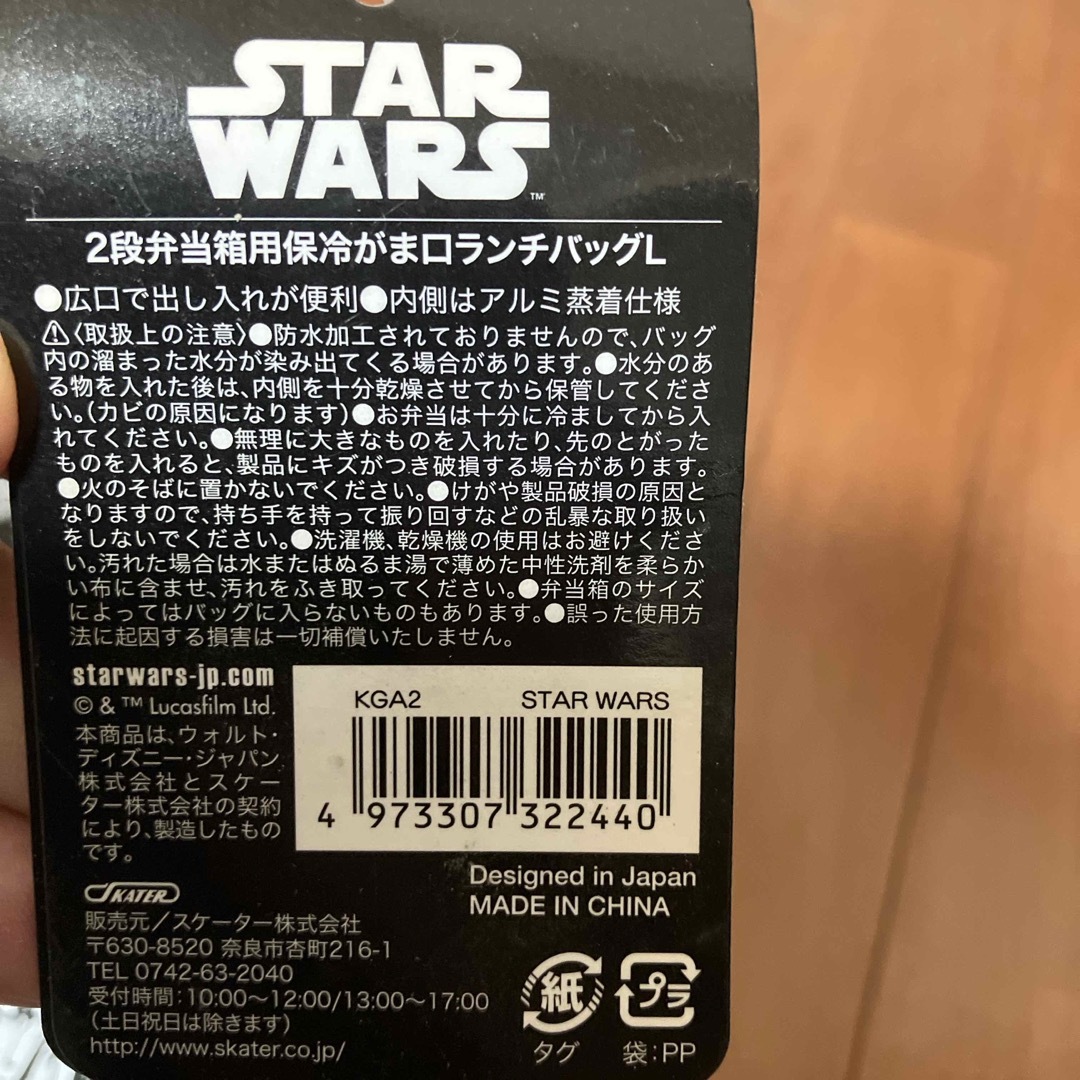 STAR
WARS
TM
2段弁当箱用保冷がま口ランチバッグL
●広口で出し入れが便利●内側はアルミ蒸着仕様
⚠〈取扱上の注意〉●防水加工されておりませんので、バッグ
内の溜まった水分が染み出てくる場合があります。●水分のあ
る物を入れた後は、内側を十分乾燥させてから保管してくださ
い。(カビの原因になります)●お弁当は十分に冷ましてから入
れてください。●無理に大きなものを入れたり、先のとがった
ものを入れると、製品にキズがつき破損する場合があります。
●火のそばに置かないでください。●けがや製品破損の原因と
なりますので、持ち手を持って振り回すなどの乱暴な取り扱い
をしないでください。●洗濯機、乾燥機の使用はお避けくださ
い。汚れた場合は水またはぬるま湯で薄めた中性洗剤を柔らか
い布に含ませ、汚れをふき取ってください。●弁当箱のサイズ
によってはバッグに入らないものもあります。●誤った使用方
法に起因する損害は一切補償いたしません。
starwars-jp.com
© & ™ Lucasfilm Ltd.
本商品は、ウォルト・
ディズニー・ジャパン
株式会社とスケー
ター株式会社の契約
により、製造したもの
です。
KGA2 STAR WARS
4 973307 322440
Designed in Japan
MADE IN CHINA
SKATER
販売元/スケーター株式会社
〒630-8520 奈良市杏町216-1
TEL 0742-63-2040
受付時間:10:00〜12:00/13:00〜17:00
(土日祝日は除きます)
http://www.skater.co.jp/
紙 プラ
タグ 袋:PP